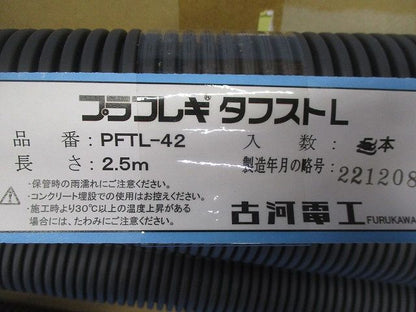 プラフレキ® タフストL
品 番：PFTL-42 入 数： 本
長 さ：2.5m 製造年月の略号：221208
・保管時の雨濡れにご注意ください。
・コンクリート埋設での使用はお控えください。
・施工時より30℃以上の温度上昇がある
場合には、たわみにご注意ください。
古河電工 FURUKAWA